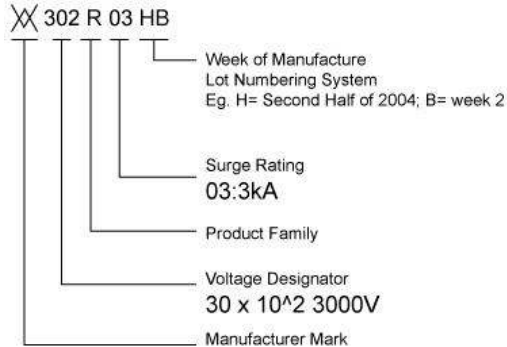 302 R 03 HB
Week of Manufacture
Lot Numbering System
Eg. H= Second Half of 2004; B= week 2
Surge Rating
03:3kA
Product Family
Voltage Designator
30 x 10^2 3000V
Manufacturer Mark